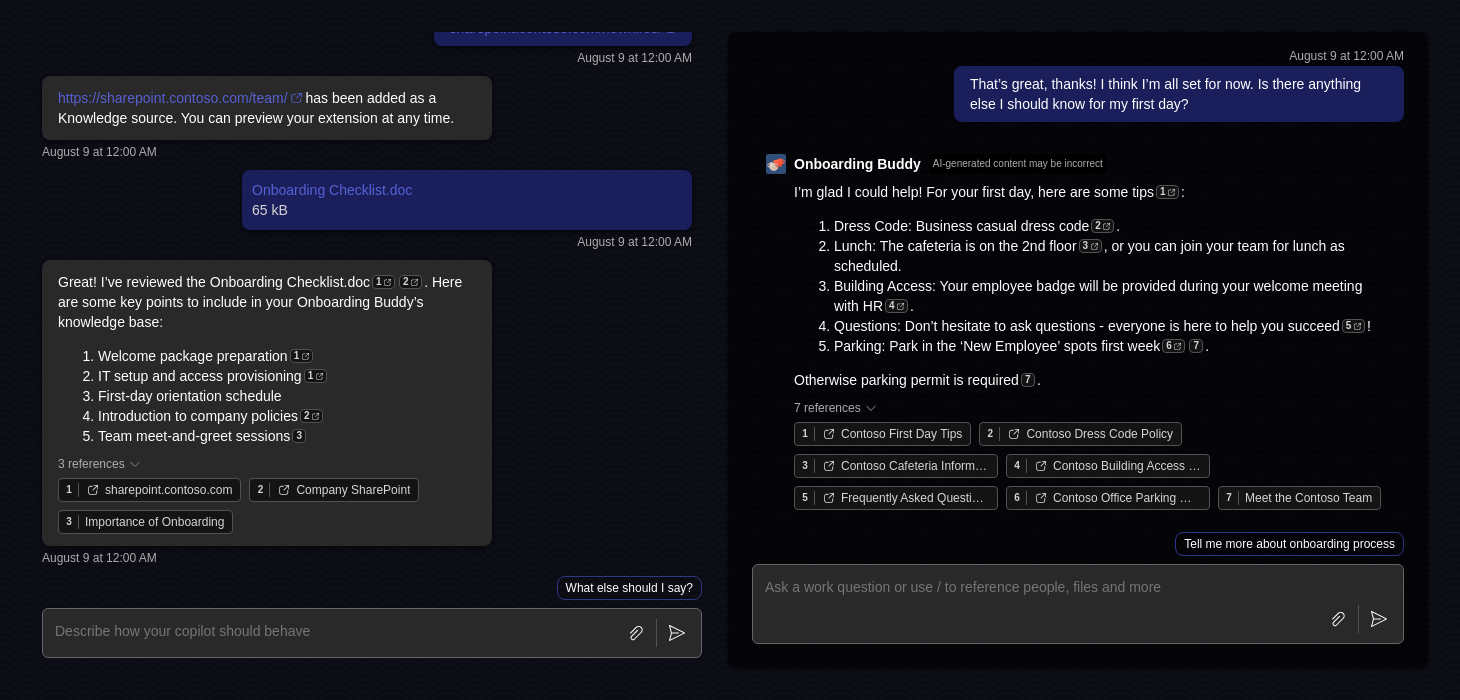 August 9 at 12:00 AM
https://sharepoint.contoso.com/team/ has been added as a
Knowledge source. You can preview your extension at any time.
August 9 at 12:00 AM
Onboarding Checklist.doc
65 kB
August 9 at 12:00 AM
Great! I’ve reviewed the Onboarding Checklist.doc 1 2 . Here
are some key points to include in your Onboarding Buddy’s
knowledge base:
1. Welcome package preparation 1
2. IT setup and access provisioning 1
3. First-day orientation schedule
4. Introduction to company policies 2
5. Team meet-and-greet sessions 3
3 references
1 sharepoint.contoso.com 2 Company SharePoint
3 Importance of Onboarding
August 9 at 12:00 AM
What else should I say?
Describe how your copilot should behave
August 9 at 12:00 AM
That’s great, thanks! I think I’m all set for now. Is there anything
else I should know for my first day?
Onboarding Buddy AI-generated content may be incorrect
I’m glad I could help! For your first day, here are some tips 1 :
1. Dress Code: Business casual dress code 2 .
2. Lunch: The cafeteria is on the 2nd floor 3 , or you can join your team for lunch as
scheduled.
3. Building Access: Your employee badge will be provided during your welcome meeting
with HR 4 .
4. Questions: Don’t hesitate to ask questions - everyone is here to help you succeed 5 !
5. Parking: Park in the ‘New Employee’ spots first week 6 7 .
Otherwise parking permit is required 7 .
7 references
1 Contoso First Day Tips 2 Contoso Dress Code Policy
3 Contoso Cafeteria Inform… 4 Contoso Building Access …
5 Frequently Asked Questi… 6 Contoso Office Parking … 7 Meet the Contoso Team
Tell me more about onboarding process
Ask a work question or use / to reference people, files and more